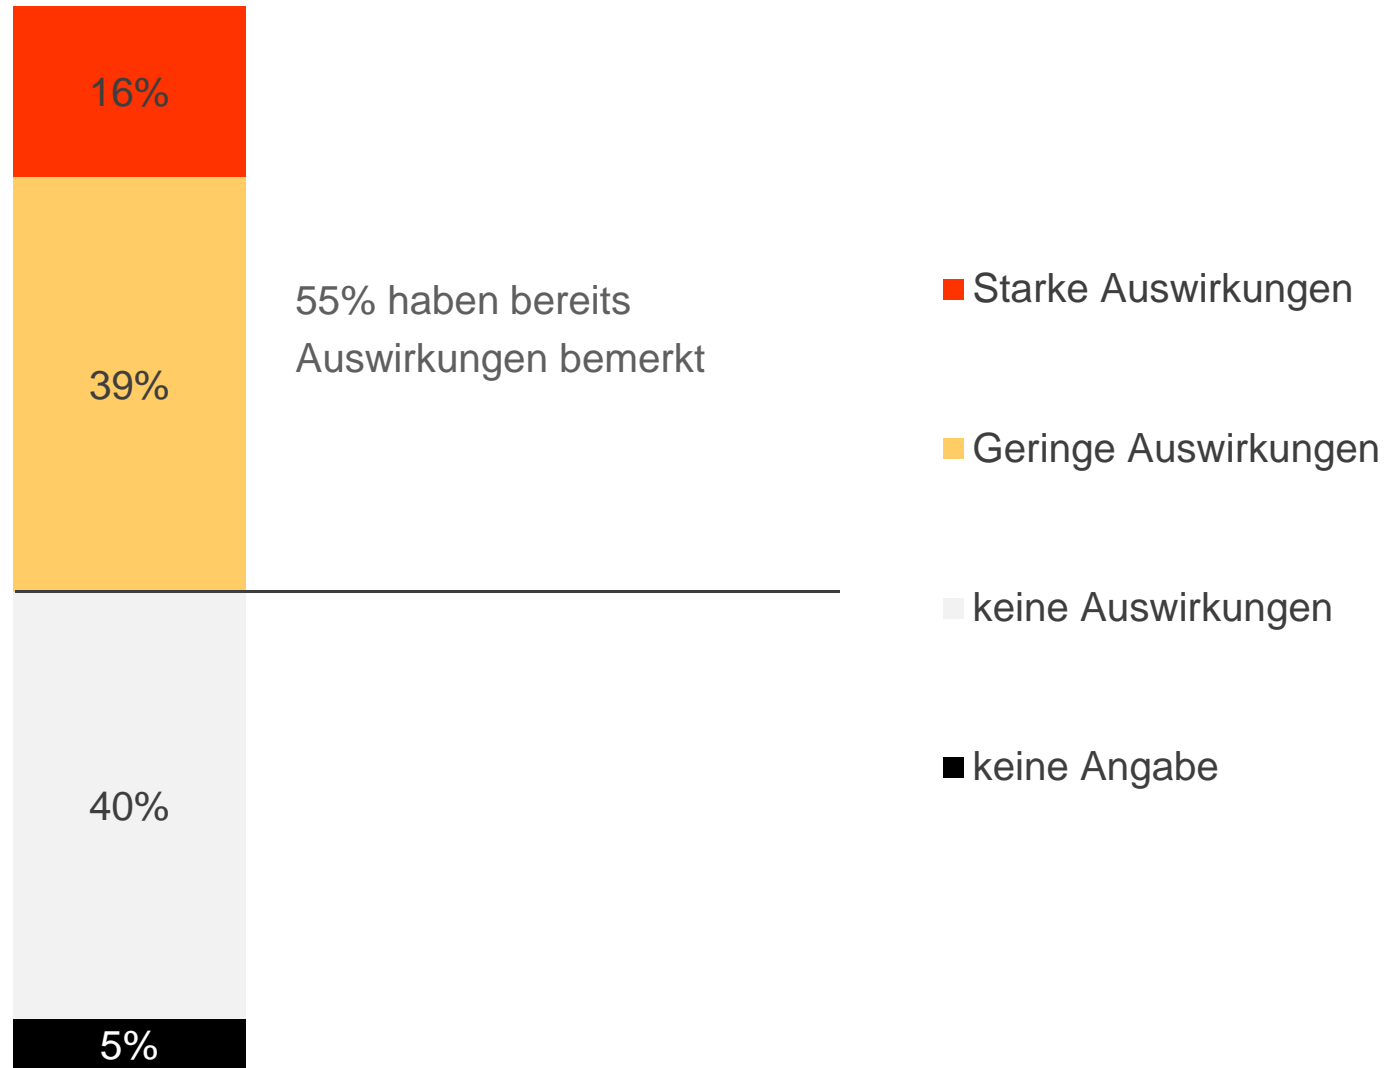 16%
39%
55% haben bereits
Auswirkungen bemerkt
40%
5%
Starke Auswirkungen
Geringe Auswirkungen
keine Auswirkungen
keine Angabe